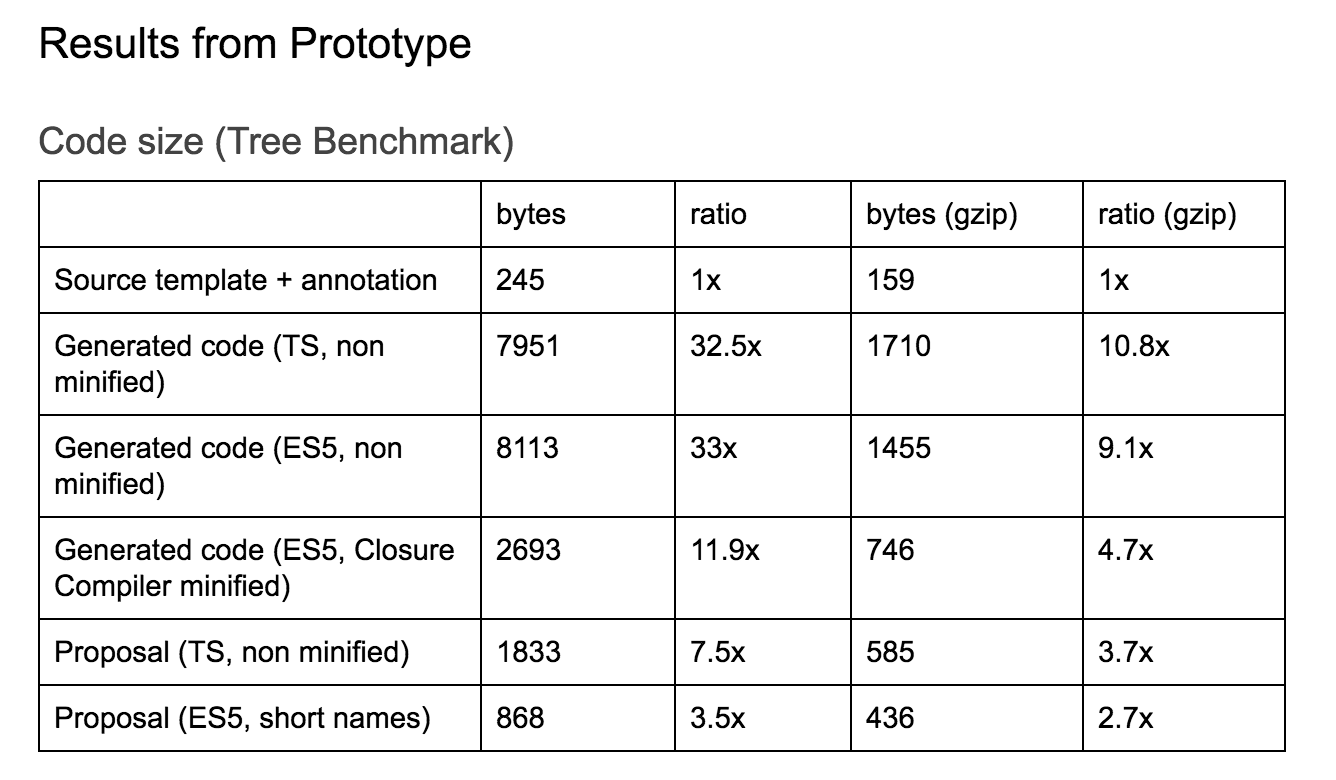 Results from Prototype
Code size (Tree Benchmark)
bytes ratio bytes (gzip) ratio (gzip)
Source template + annotation 245 1x 159 1x
Generated code (TS, non 7951 32.5x 1710 10.8x
minified)
Generated code (ES5, non 8113 33x 1455 9.1x
minified)
Generated code (ES5, Closure 2693 11.9x 746 4.7x
Compiler minified)
Proposal (TS, non minified) 1833 7.5x 585 3.7x
Proposal (ES5, short names) 868 3.5x 436 2.7x